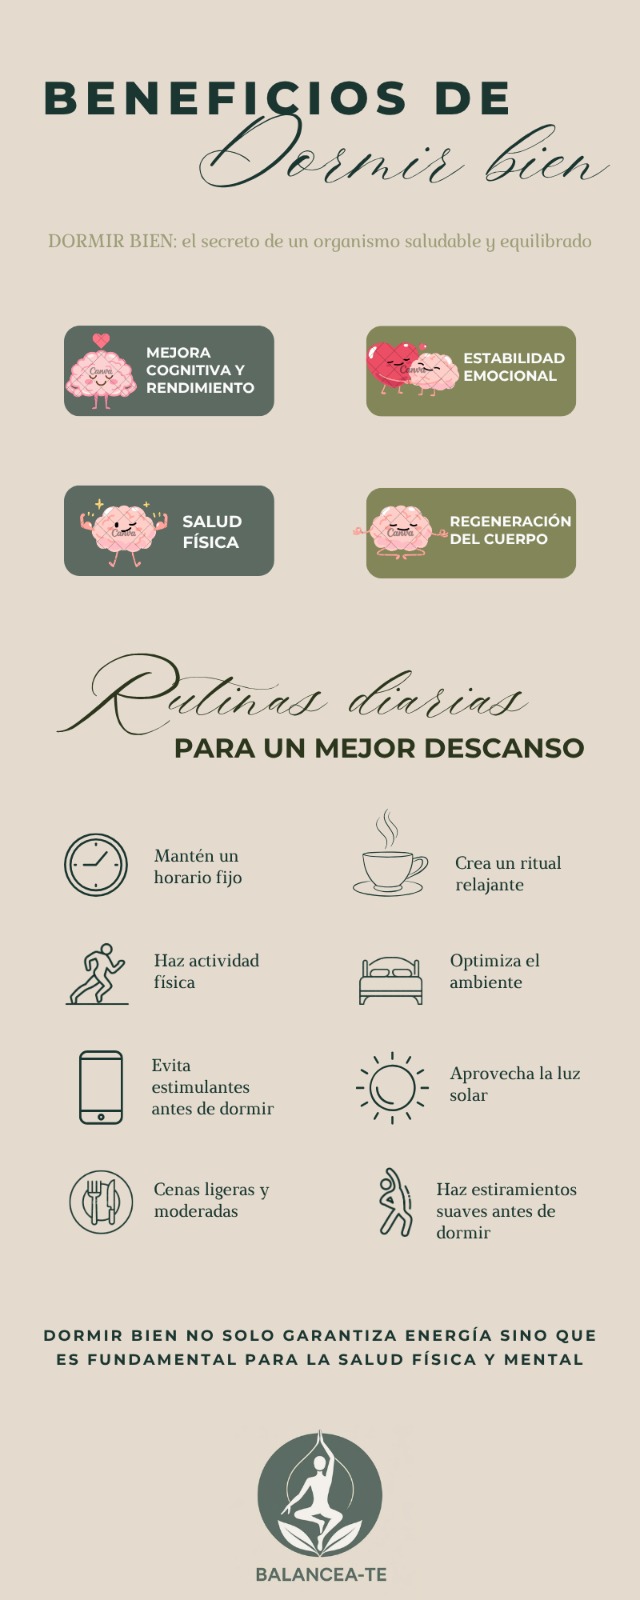 BENEFICIOS DE
Dormir bien
DORMIR BIEN: el secreto de un organismo saludable y equilibrado
Canva
MEJORA
COGNITIVA Y
RENDIMIENTO
Canva
ESTABILIDAD
EMOCIONAL
Canva
SALUD
FÍSICA
Canva
REGENERACIÓN
DEL CUERPO
Rutinas diarias
PARA UN MEJOR DESCANSO
Mantén un
horario fijo
Crea un ritual
relajante
Haz actividad
física
Optimiza el
ambiente
Evita
estimulantes
antes de dormir
Aprovecha la luz
solar
Cenas ligeras y
moderadas
Haz estiramientos
suaves antes de
dormir
DORMIR BIEN NO SOLO GARANTIZA ENERGÍA SINO QUE
ES FUNDAMENTAL PARA LA SALUD FÍSICA Y MENTAL
BALANCEA-TE